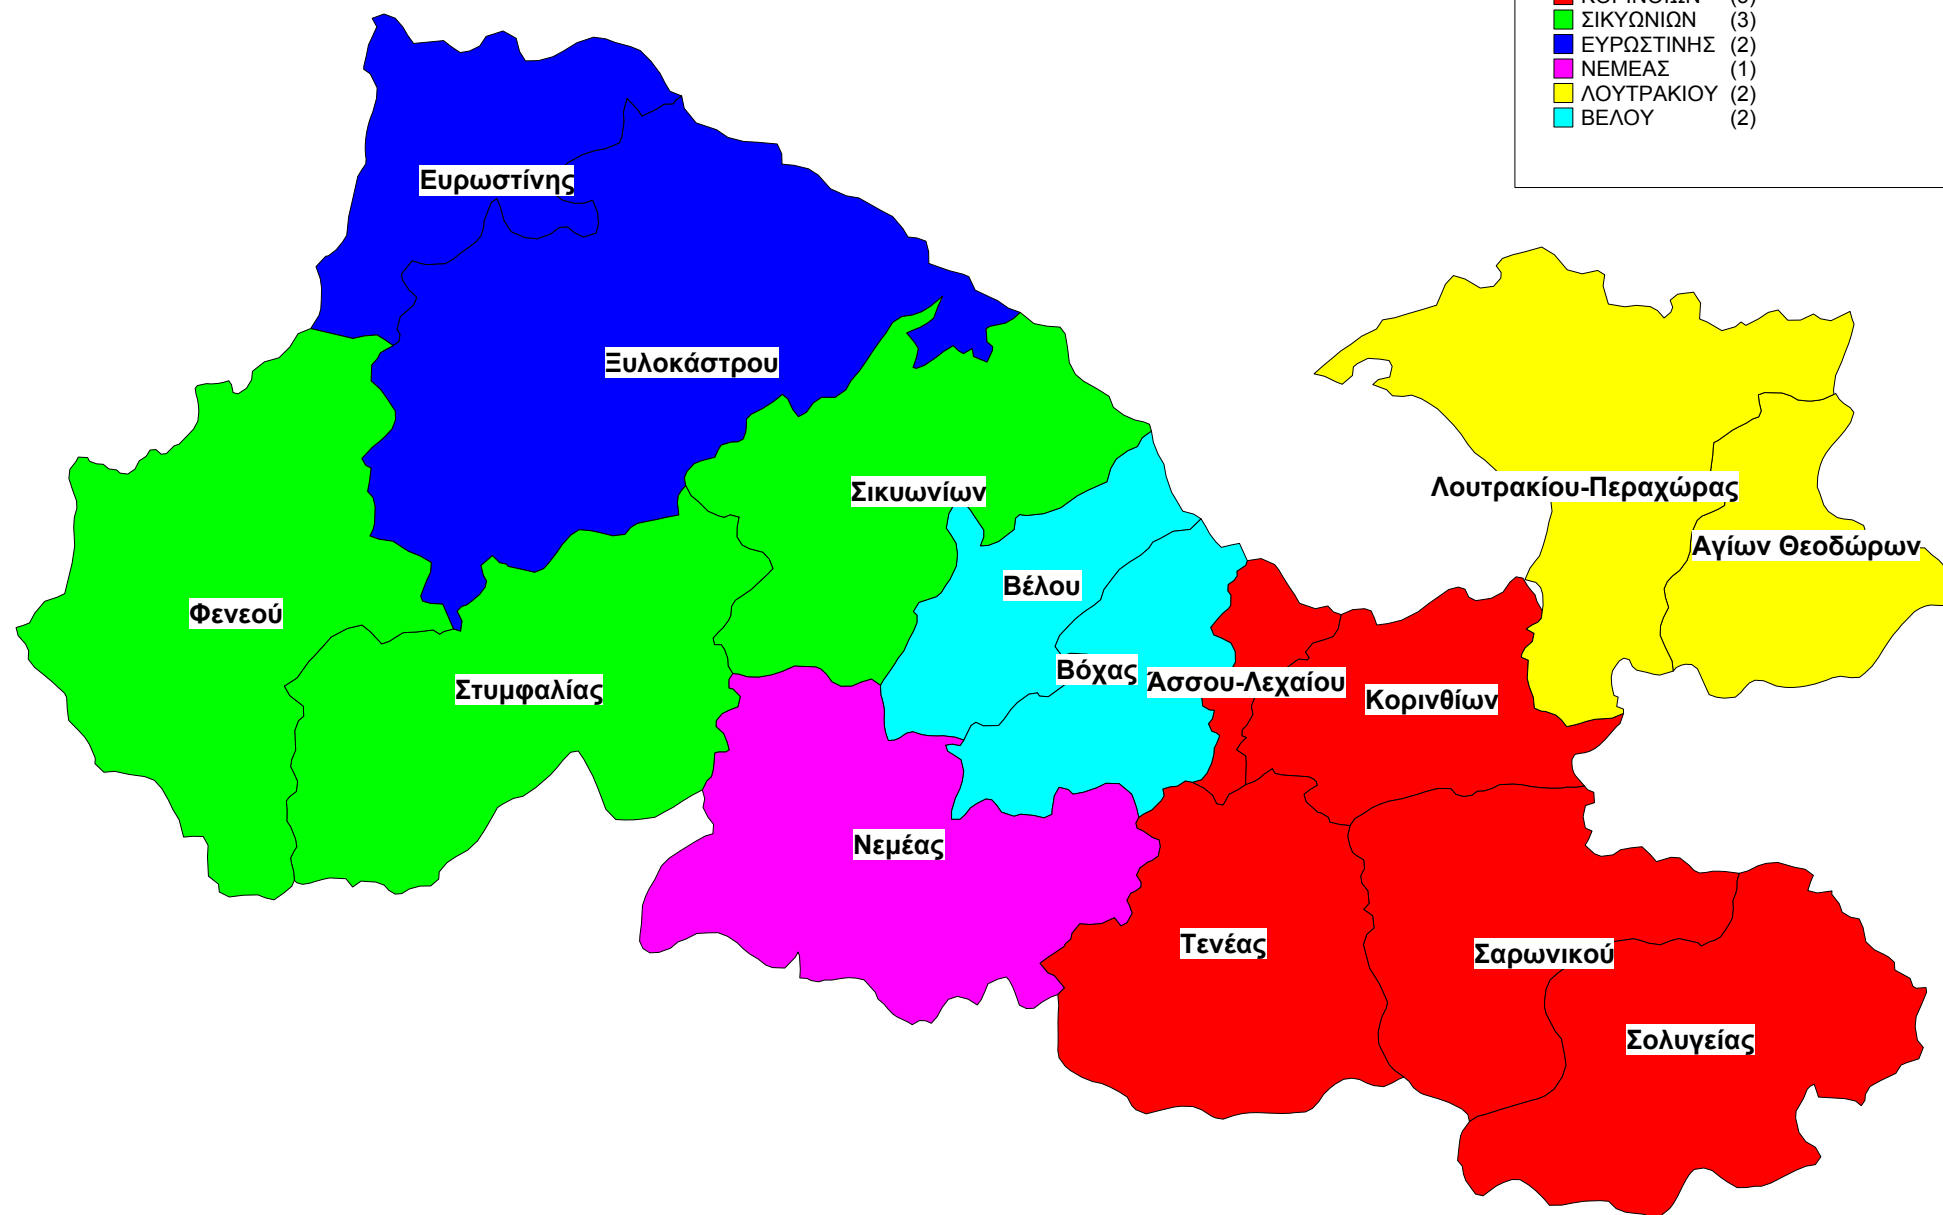 ΣΙΚΥΩΝΙΩΝ (3)
ΕΥΡΩΣΤΙΝΗΣ (2)
ΝΕΜΕΑΣ (1)
ΛΟΥΤΡΑΚΙΟΥ (2)
ΒΕΛΟΥ (2)
Ευρωστίνης
Ξυλοκάστρου
Σικυωνίων
Λουτρακίου-Περαχώρας
Αγίων Θεοδώρων
Βέλου
Φενεού
Βόχας
Άσσου-Λεχαίου
Στυμφαλίας
Κορινθίων
Νεμέας
Τενέας
Σαρωνικού
Σολυγείας